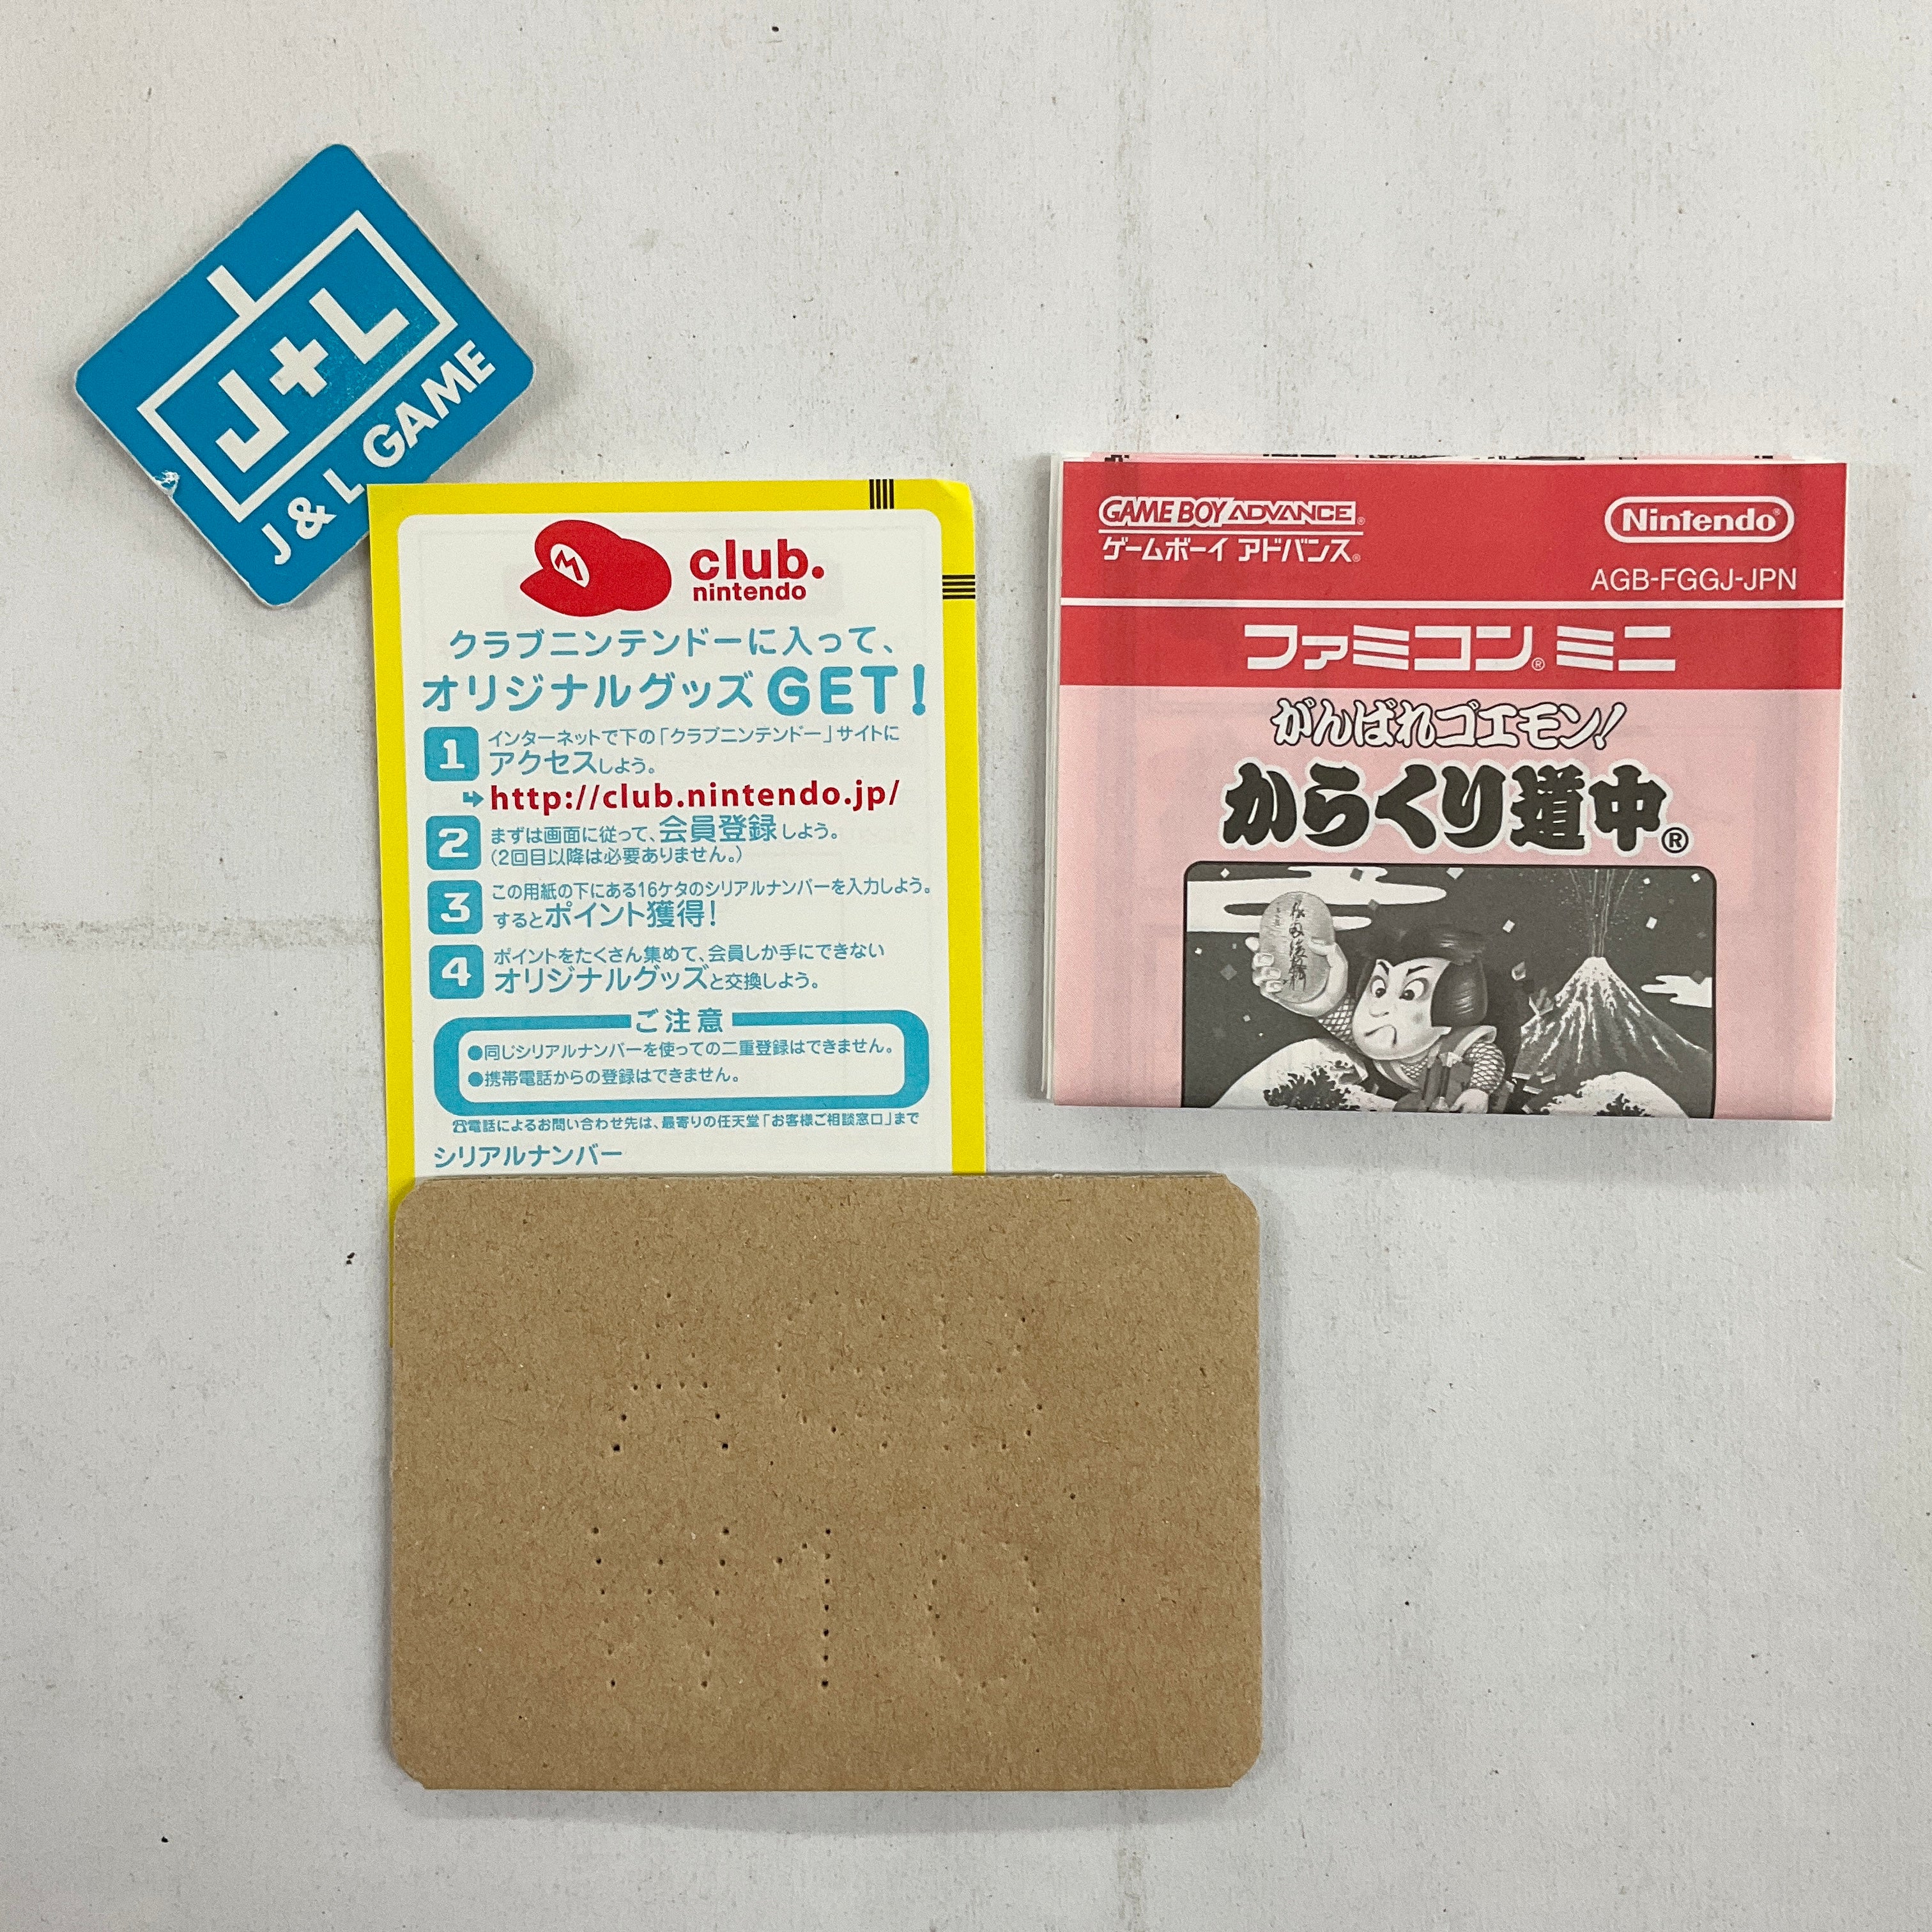 J+L
J & L GAME
club.
nintendo
クラブニンテンドーに入って、
オリジナルグッズGET!
1 インターネットで下の「クラブニンテンドー」サイトに
アクセスしよう。
http://club.nintendo.jp/
2 まずは画面に従って、会員登録しよう。
(2回目以降は必要ありません。)
3 この用紙の下にある16ケタのシリアルナンバーを入力しよう。
するとポイント獲得!
4 ポイントをたくさん集めて、会員しか手にできない
オリジナルグッズと交換しよう。
ご注意
●同じシリアルナンバーを使っての二重登録はできません。
●携帯電話からの登録はできません。
☎電話によるお問い合わせ先は、最寄りの任天堂「お客様ご相談窓口」まで
シリアルナンバー
GAME BOY ADVANCE®
ゲームボーイ アドバンス®
Nintendo®
AGB-FGGJ-JPN
ファミコン® ミニ
がんばれゴエモン!
からくり道中®